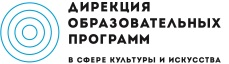 ДИРЕКЦИЯ
ОБРАЗОВАТЕЛЬНЫХ
ПРОГРАММ
В СФЕРЕ КУЛЬТУРЫ И ИСКУССТВА